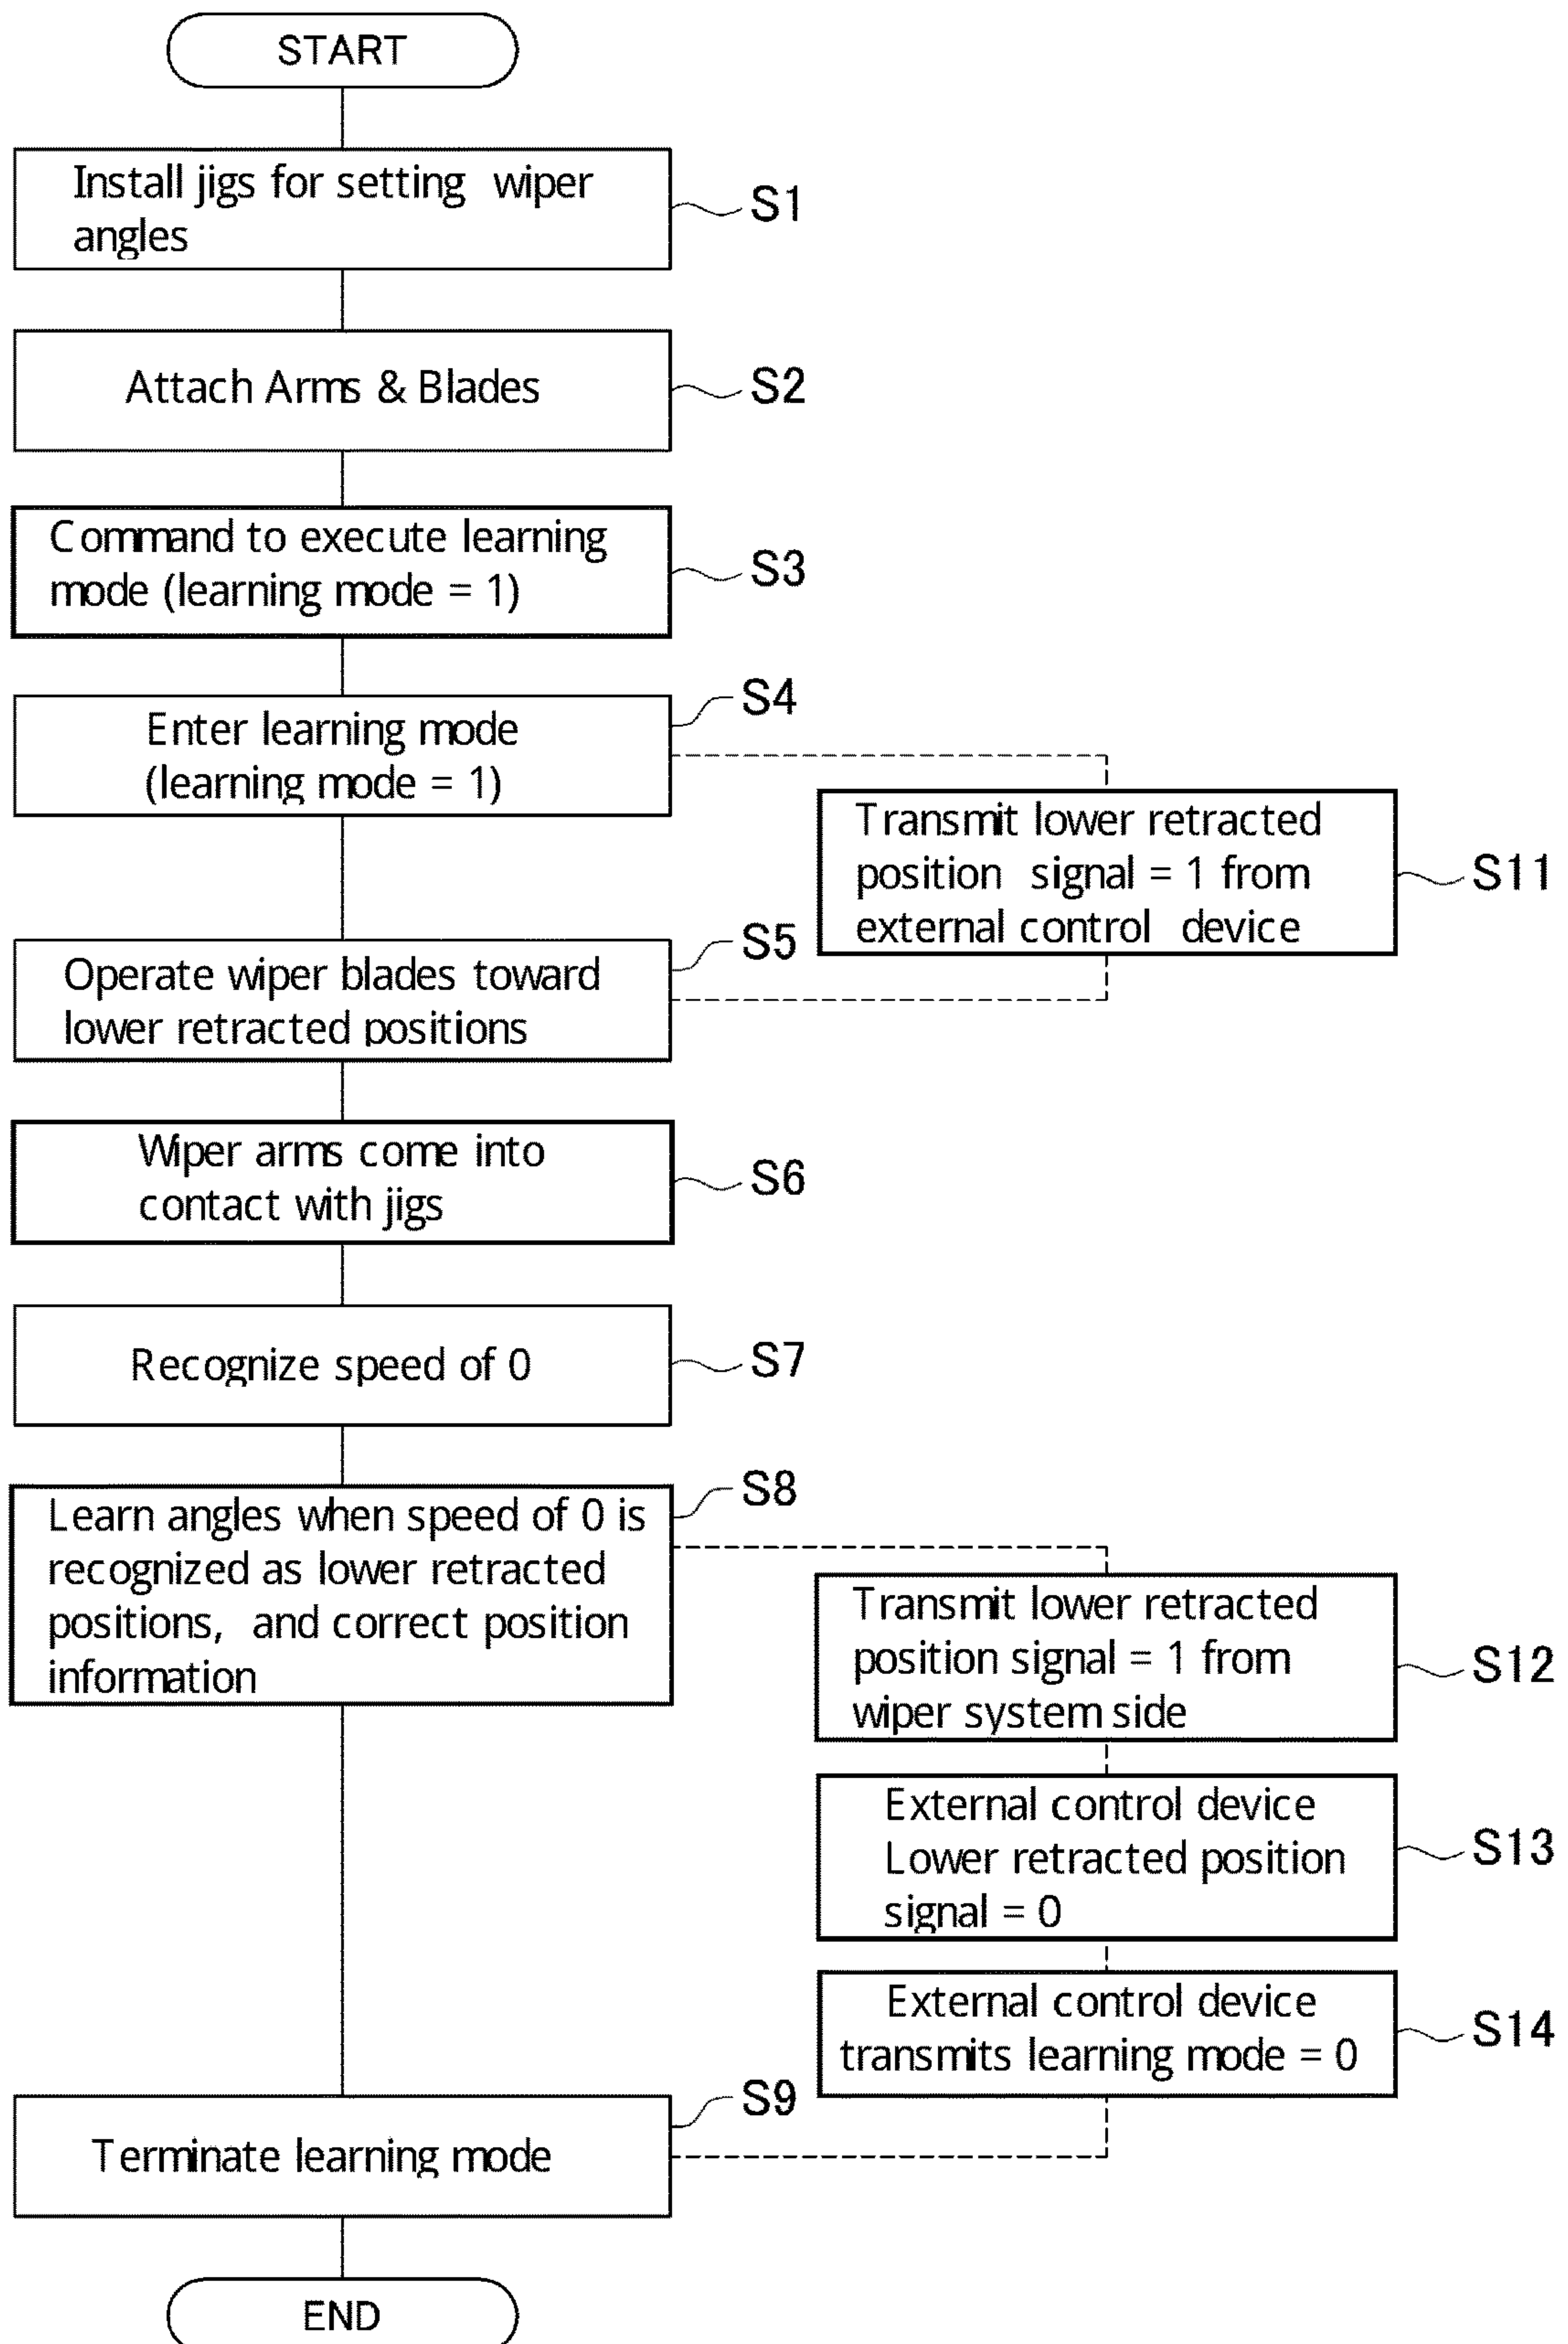 START
Install jigs for setting wiper
angles
S1
Attach Arms & Blades
S2
Command to execute learning
mode (learning mode = 1)
S3
Enter learning mode
(learning mode = 1)
S4
Transmit lower retracted
position signal = 1 from
external control device
S11
Operate wiper blades toward
lower retracted positions
S5
Wiper arms come into
contact with jigs
S6
Recognize speed of 0
S7
Learn angles when speed of 0 is
recognized as lower retracted
positions, and correct position
information
S8
Transmit lower retracted
position signal = 1 from
wiper system side
S12
External control device
Lower retracted position
signal = 0
S13
External control device
transmits learning mode = 0
S14
Terminate learning mode
S9
END